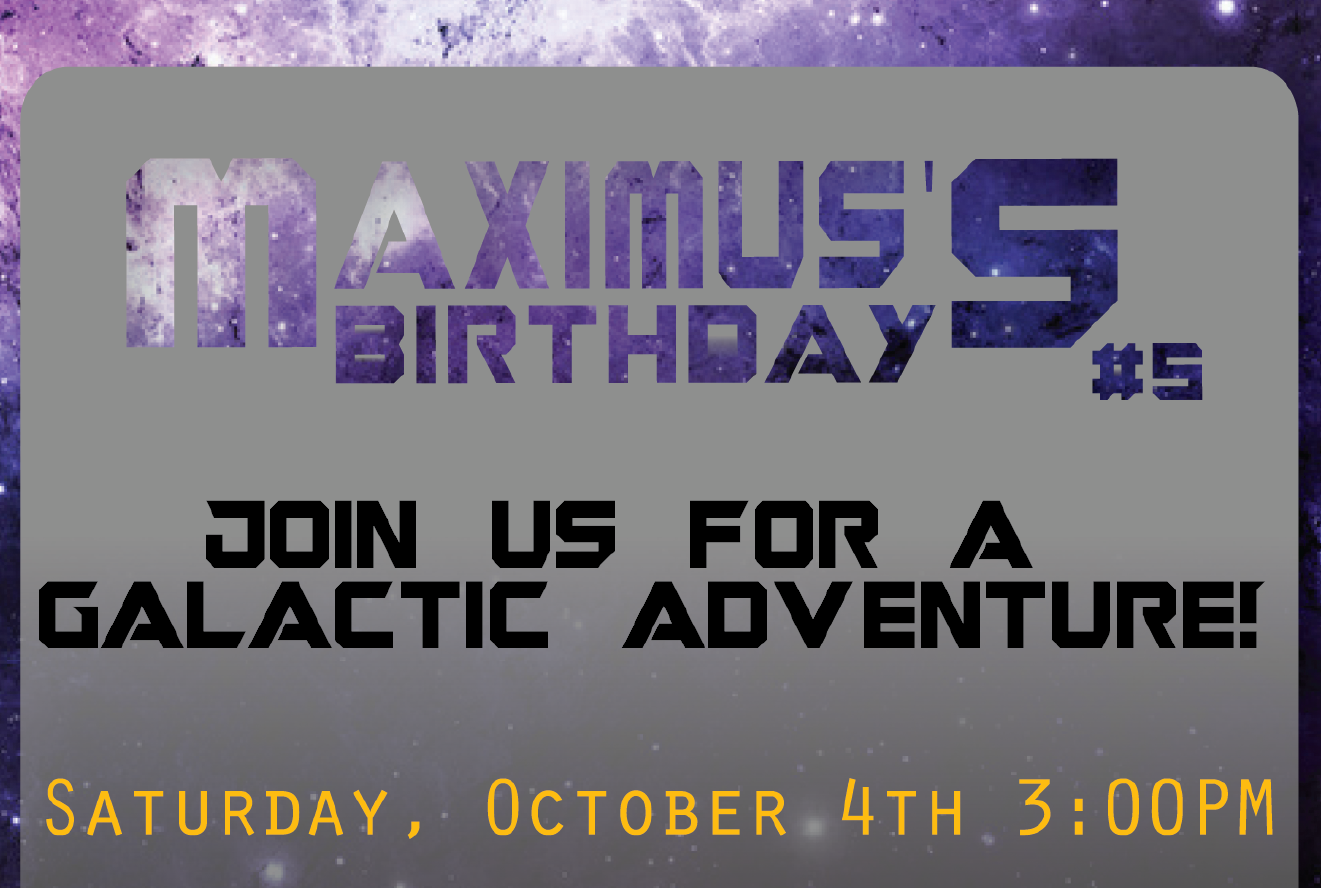 MAXIMUS'S
BIRTHDAY
#5
JOIN US FOR A
GALACTIC ADVENTURE!
SATURDAY, OCTOBER 4TH 3:00PM